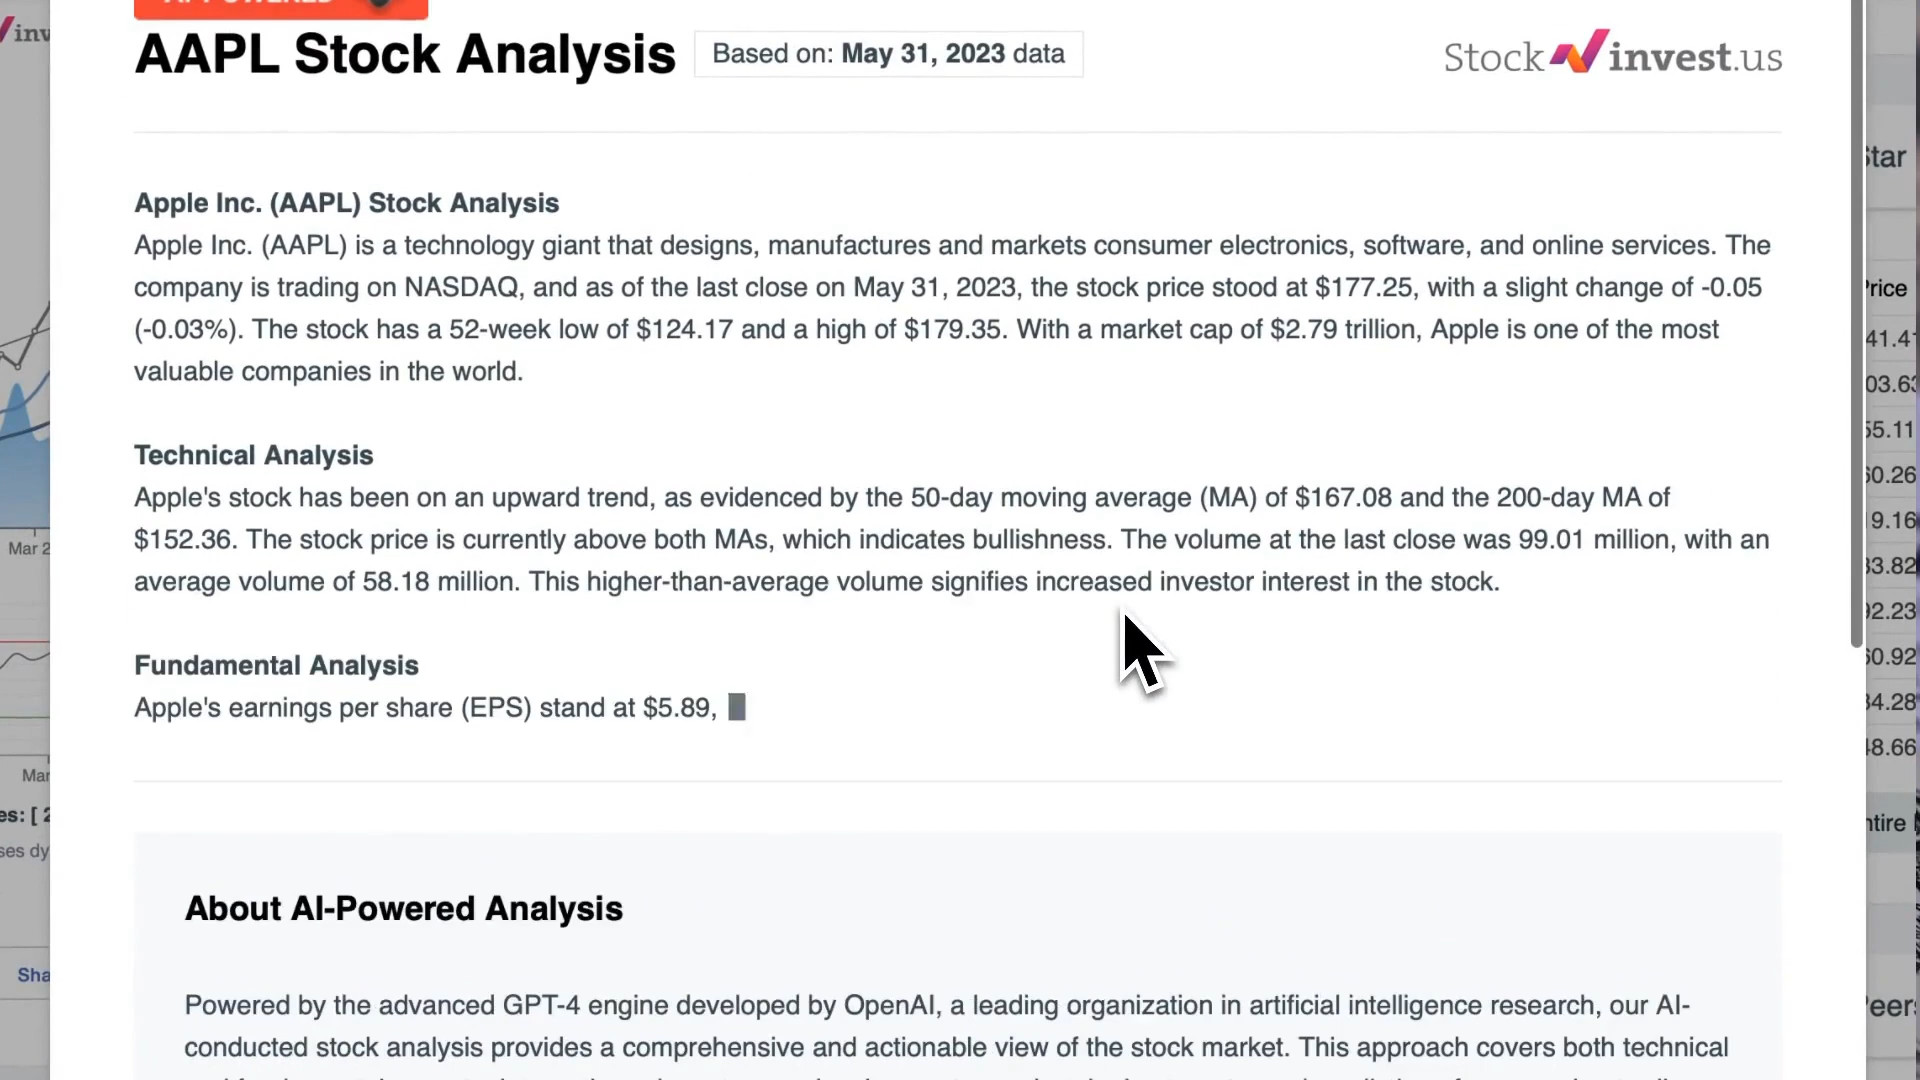 AAPL Stock Analysis
Based on: May 31, 2023 data
Stock invest.us
Apple Inc. (AAPL) Stock Analysis
Apple Inc. (AAPL) is a technology giant that designs, manufactures and markets consumer electronics, software, and online services. The
company is trading on NASDAQ, and as of the last close on May 31, 2023, the stock price stood at $177.25, with a slight change of -0.05
(-0.03%). The stock has a 52-week low of $124.17 and a high of $179.35. With a market cap of $2.79 trillion, Apple is one of the most
valuable companies in the world.
Technical Analysis
Apple's stock has been on an upward trend, as evidenced by the 50-day moving average (MA) of $167.08 and the 200-day MA of
$152.36. The stock price is currently above both MAs, which indicates bullishness. The volume at the last close was 99.01 million, with an
average volume of 58.18 million. This higher-than-average volume signifies increased investor interest in the stock.
Fundamental Analysis
Apple's earnings per share (EPS) stand at $5.89,
About AI-Powered Analysis
Powered by the advanced GPT-4 engine developed by OpenAI, a leading organization in artificial intelligence research, our AI-
conducted stock analysis provides a comprehensive and actionable view of the stock market. This approach covers both technical